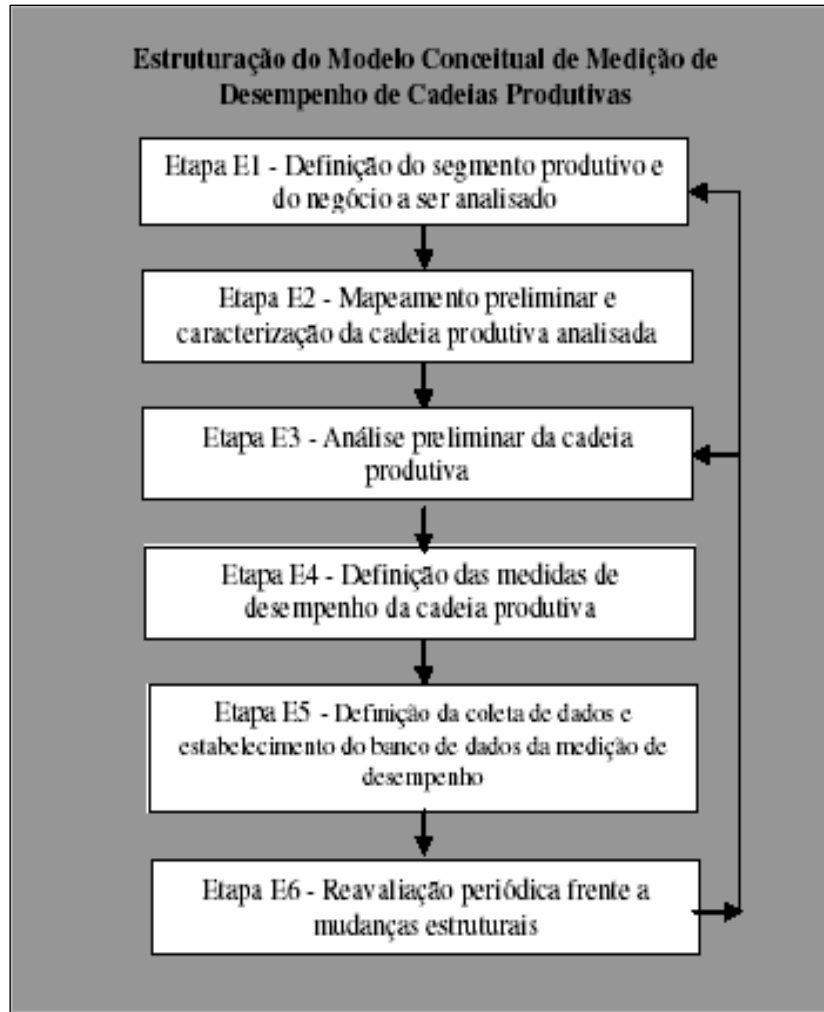 Estruturação do Modelo Conceitual de Medição de
Desempenho de Cadeias Produtivas
Etapa E1 - Definição do segmento produtivo e
do negócio a ser analisado
Etapa E2 - Mapeamento preliminar e
caracterização da cadeia produtiva analisada
Etapa E3 - Análise preliminar da cadeia
produtiva
Etapa E4 - Definição das medidas de
desempenho da cadeia produtiva
Etapa E5 - Definição da coleta de dados e
estabelecimento do banco de dados da medição de
desempenho
Etapa E6 - Reavaliação periódica frente a
mudanças estruturais